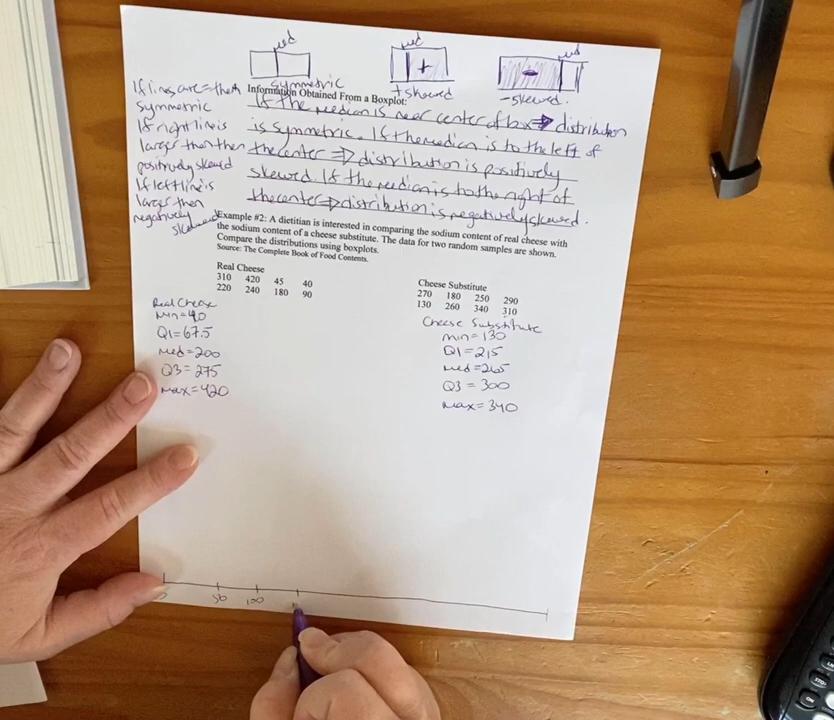 med
med
med
symmetric
+ skewed
- skewed.
Information Obtained From a Boxplot:
If lines are = then
symmetric
If right line is
larger then then
positively skewed
If left line is
larger then
negatively
skewed
If the median is near center of box => distribution
is symmetric. If the median is to the left of
the center => distribution is positively
skewed. If the median is to the right of
the center => distribution is negatively skewed.
Example #2: A dietitian is interested in comparing the sodium content of real cheese with
the sodium content of a cheese substitute. The data for two random samples are shown.
Compare the distributions using boxplots.
Source: The Complete Book of Food Contents.
Real Cheese
310 420 45 40
220 240 180 90
Cheese Substitute
270 180 250 290
130 260 340 310
Real Cheese
Min = 40
Q1 = 67.5
Med = 200
Q3 = 275
Max = 420
Cheese Substitute
min = 130
Q1 = 215
Med = 265
Q3 = 300
Max = 340
50 100